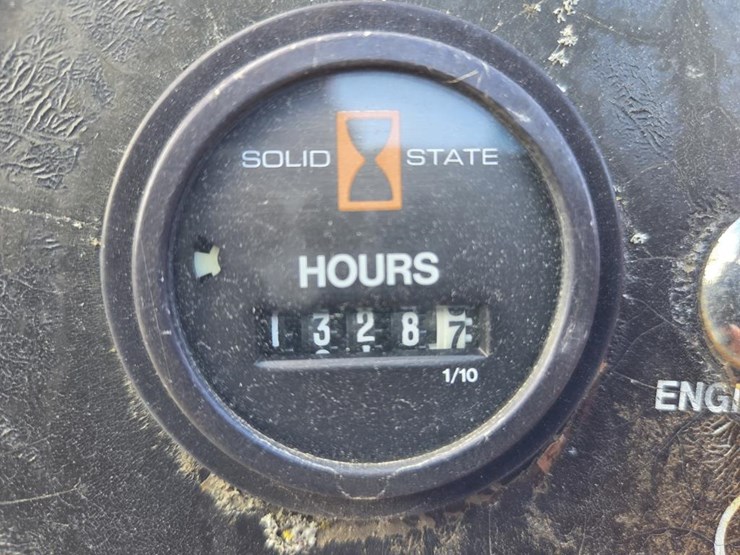 SOLID STATE
HOURS
13287
1/10
ENGI